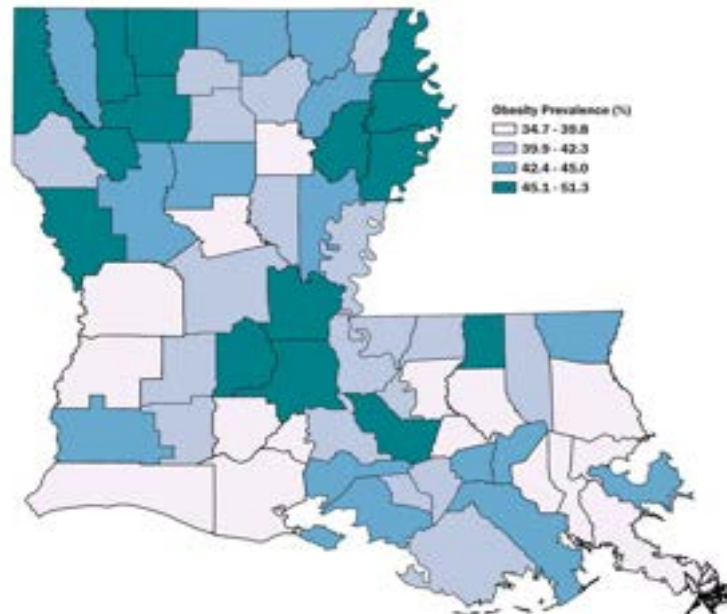 Obesity Prevalence (%)
34.7 - 39.8
39.9 - 42.3
42.4 - 45.0
45.1 - 51.3